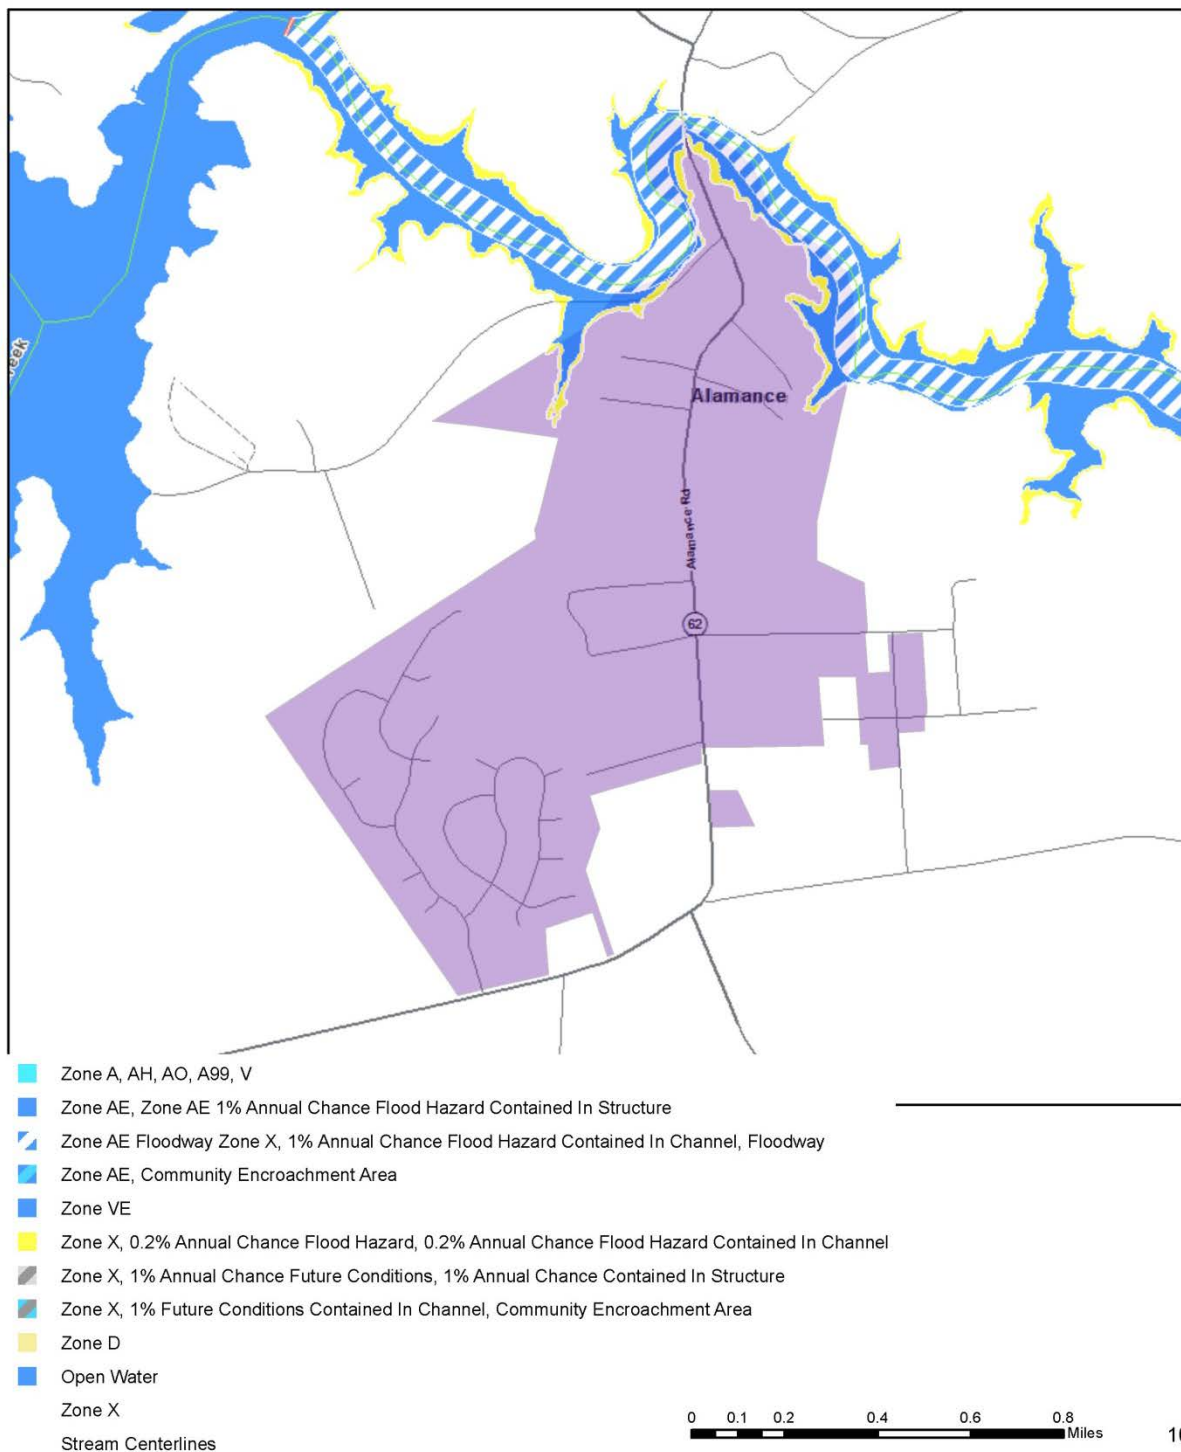 eek
Alamance
Alamance Rd
62
Zone A, AH, AO, A99, V
Zone AE, Zone AE 1% Annual Chance Flood Hazard Contained In Structure
Zone AE Floodway Zone X, 1% Annual Chance Flood Hazard Contained In Channel, Floodway
Zone AE, Community Encroachment Area
Zone VE
Zone X, 0.2% Annual Chance Flood Hazard, 0.2% Annual Chance Flood Hazard Contained In Channel
Zone X, 1% Annual Chance Future Conditions, 1% Annual Chance Contained In Structure
Zone X, 1% Future Conditions Contained In Channel, Community Encroachment Area
Zone D
Open Water
Zone X
Stream Centerlines
0 0.1 0.2 0.4 0.6 0.8
Miles